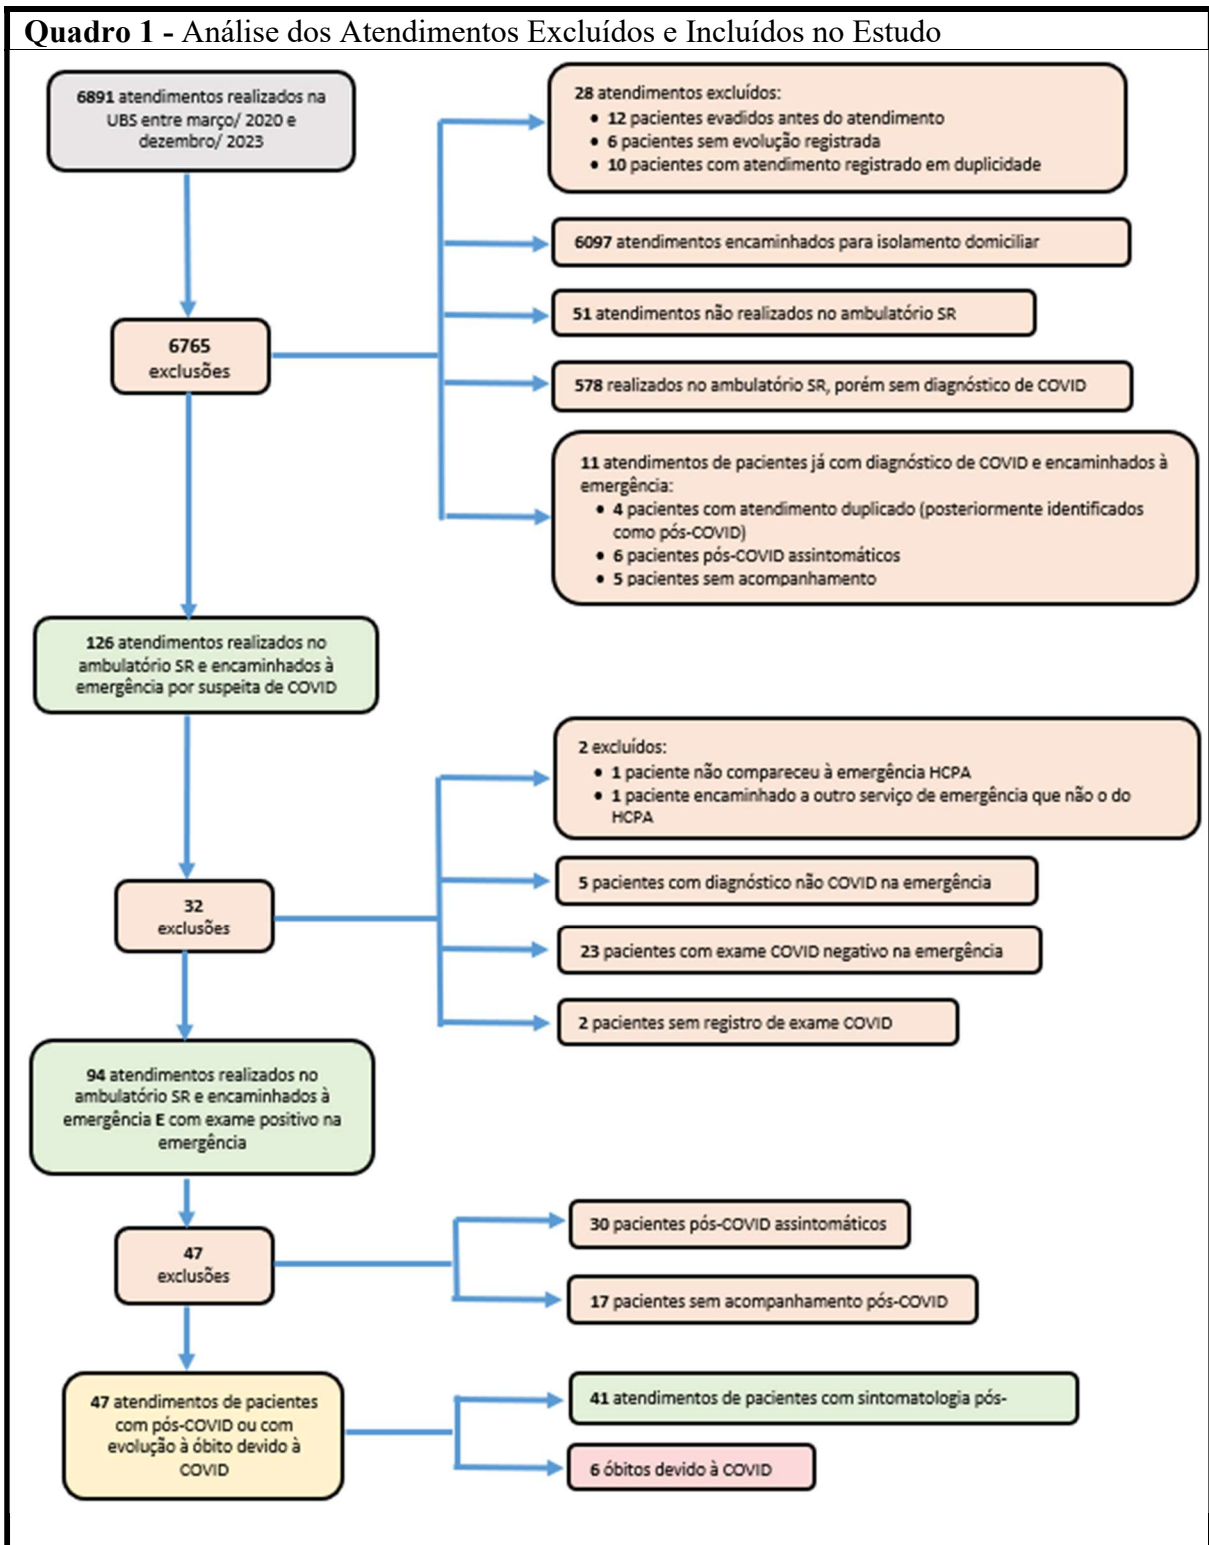 Quadro 1 - Análise dos Atendimentos Excluídos e Incluídos no Estudo
6891 atendimentos realizados na
UBS entre março/ 2020 e
dezembro/ 2023
28 atendimentos excluídos:
• 12 pacientes evadidos antes do atendimento
• 6 pacientes sem evolução registrada
• 10 pacientes com atendimento registrado em duplicidade
6097 atendimentos encaminhados para isolamento domiciliar
51 atendimentos não realizados no ambulatório SR
6765
exclusões
578 realizados no ambulatório SR, porém sem diagnóstico de COVID
11 atendimentos de pacientes já com diagnóstico de COVID e encaminhados à
emergência:
• 4 pacientes com atendimento duplicado (posteriormente identificados
como pós-COVID)
• 6 pacientes pós-COVID assintomáticos
• 5 pacientes sem acompanhamento
126 atendimentos realizados no
ambulatório SR e encaminhados à
emergência por suspeita de COVID
2 excluídos:
• 1 paciente não compareceu à emergência HCPA
• 1 paciente encaminhado a outro serviço de emergência que não o do
HCPA
5 pacientes com diagnóstico não COVID na emergência
32
exclusões
23 pacientes com exame COVID negativo na emergência
2 pacientes sem registro de exame COVID
94 atendimentos realizados no
ambulatório SR e encaminhados à
emergência E com exame positivo na
emergência
30 pacientes pós-COVID assintomáticos
47
exclusões
17 pacientes sem acompanhamento pós-COVID
47 atendimentos de pacientes
com pós-COVID ou com
evolução à óbito devido à
COVID
41 atendimentos de pacientes com sintomatologia pós-
6 óbitos devido à COVID